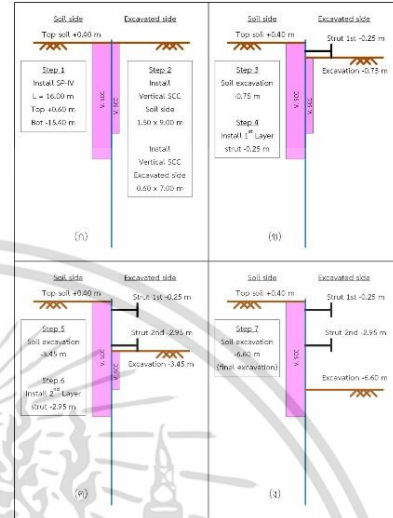 Soil side
Excavated side
Top soil +0.40 m
Step 1
Install SP-IV
L = 16.00 m
Top +0.60 m
Bot -15.40 m
V. SCC
V. SCC
Step 2
Install
Vertical SCC
Soil side
1.50 x 9.00 m
Install
Vertical SCC
Excavated side
0.60 x 7.00 m
(ก)
Soil side
Excavated side
Top soil +0.40 m
Strut 1st -0.25 m
Excavation -0.75 m
Step 3
Soil excavation
-0.75 m
Step 4
Install 1st Layer
strut -0.25 m
V. SCC
V. SCC
(ข)
Soil side
Excavated side
Top soil +0.40 m
Strut 1st -0.25 m
Strut 2nd -2.95 m
Excavation -3.45 m
Step 5
Soil excavation
-3.45 m
Step 6
Install 2nd Layer
strut -2.95 m
V. SCC
V. SCC
(ค)
Soil side
Excavated side
Top soil +0.40 m
Strut 1st -0.25 m
Strut 2nd -2.95 m
Step 7
Soil excavation
-6.60 m
(final excavation)
V. SCC
Excavation -6.60 m
(ง)